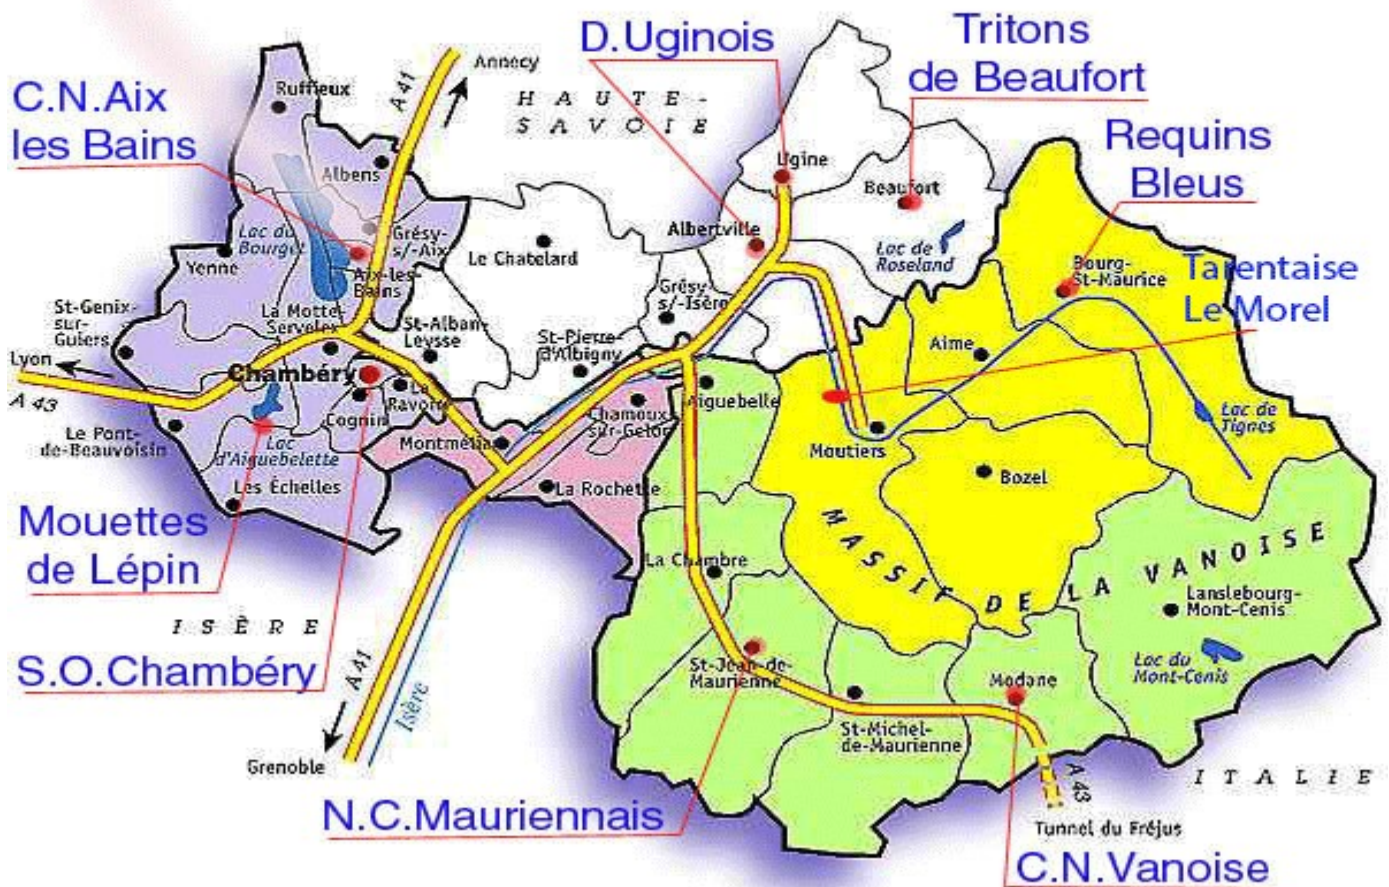 D.Uginois
Tritons
de Beaufort
C.N.Aix
les Bains
Requins
Bleus
Tarentaise
Le Morel
Mouettes
de Lépin
S.O.Chambéry
N.C.Mauriennais
C.N.Vanoise
Annecy
A 41
HAUTE-
SAVOIE
Ruffieux
Albens
Lac du
Bourget
Grésy-
s/-Aix
Aix-les-
Bains
Yenne
Le Chatelard
Ugine
Albertville
Beaufort
Lac de
Roseland
Grésy-
s/-Isère
Bourg-
St-Maurice
St-Genix-
sur-
Guiers
La Motte-
Servolex
St-Alban-
Leysse
St-Pierre-
d'Albigny
Aime
Lyon
A 43
Chambéry
La
Ravoire
Cognin
Chamoux-
sur-Gelon
Aiguebelle
Lac de
Tignes
Le Pont-
de-Beauvoisin
Lac
d'Aiguebelette
Montmélian
Moutiers
Bozel
Les Échelles
La Rochette
MASSIF DE LA VANOISE
La Chambre
Lanslebourg-
Mont-Cenis
ISÈRE
A 41
Isère
St-Jean-de-
Maurienne
Lac du
Mont-Cenis
Modane
St-Michel-
de-Maurienne
Grenoble
A 43
ITALIE
Tunnel du Fréjus